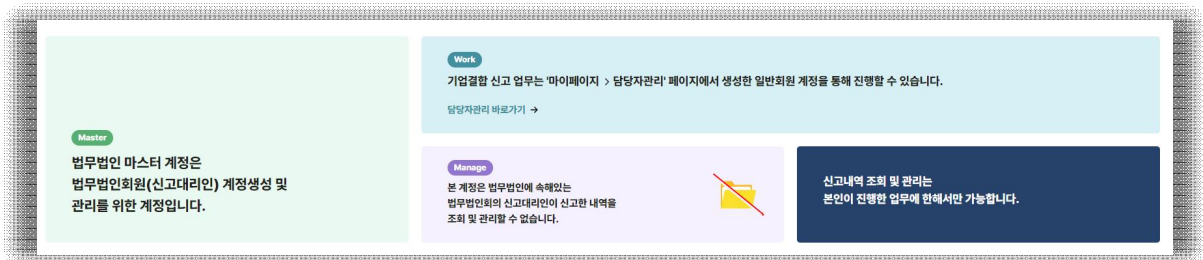 Master
법무법인 마스터 계정은
법무법인회원(신고대리인) 계정생성 및
관리를 위한 계정입니다.
Work
기업결합 신고 업무는 '마이페이지 > 담당자관리' 페이지에서 생성한 일반회원 계정을 통해 진행할 수 있습니다.
담당자관리 바로가기 →
Manage
본 계정은 법무법인에 속해있는
법무법인회의 신고대리인이 신고한 내역을
조회 및 관리할 수 없습니다.
신고내역 조회 및 관리는
본인이 진행한 업무에 한해서만 가능합니다.